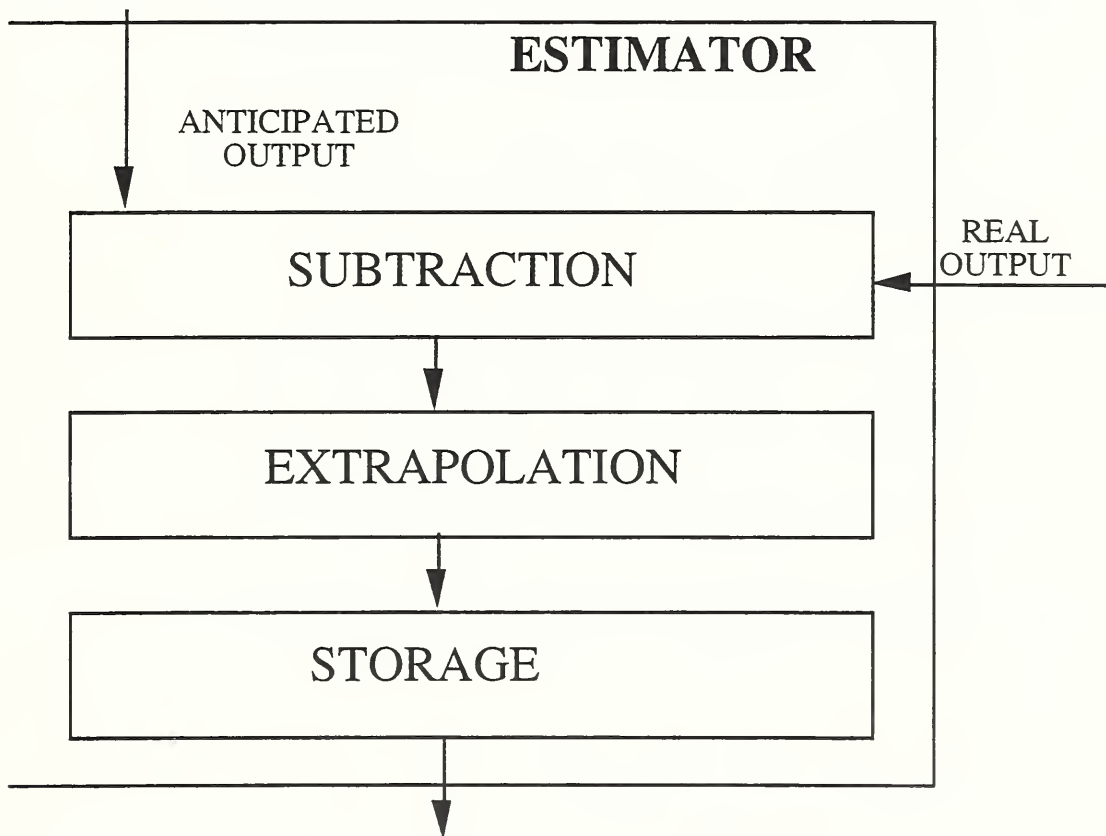 ESTIMATOR
ANTICIPATED
OUTPUT
SUBTRACTION
REAL
OUTPUT
EXTRAPOLATION
STORAGE